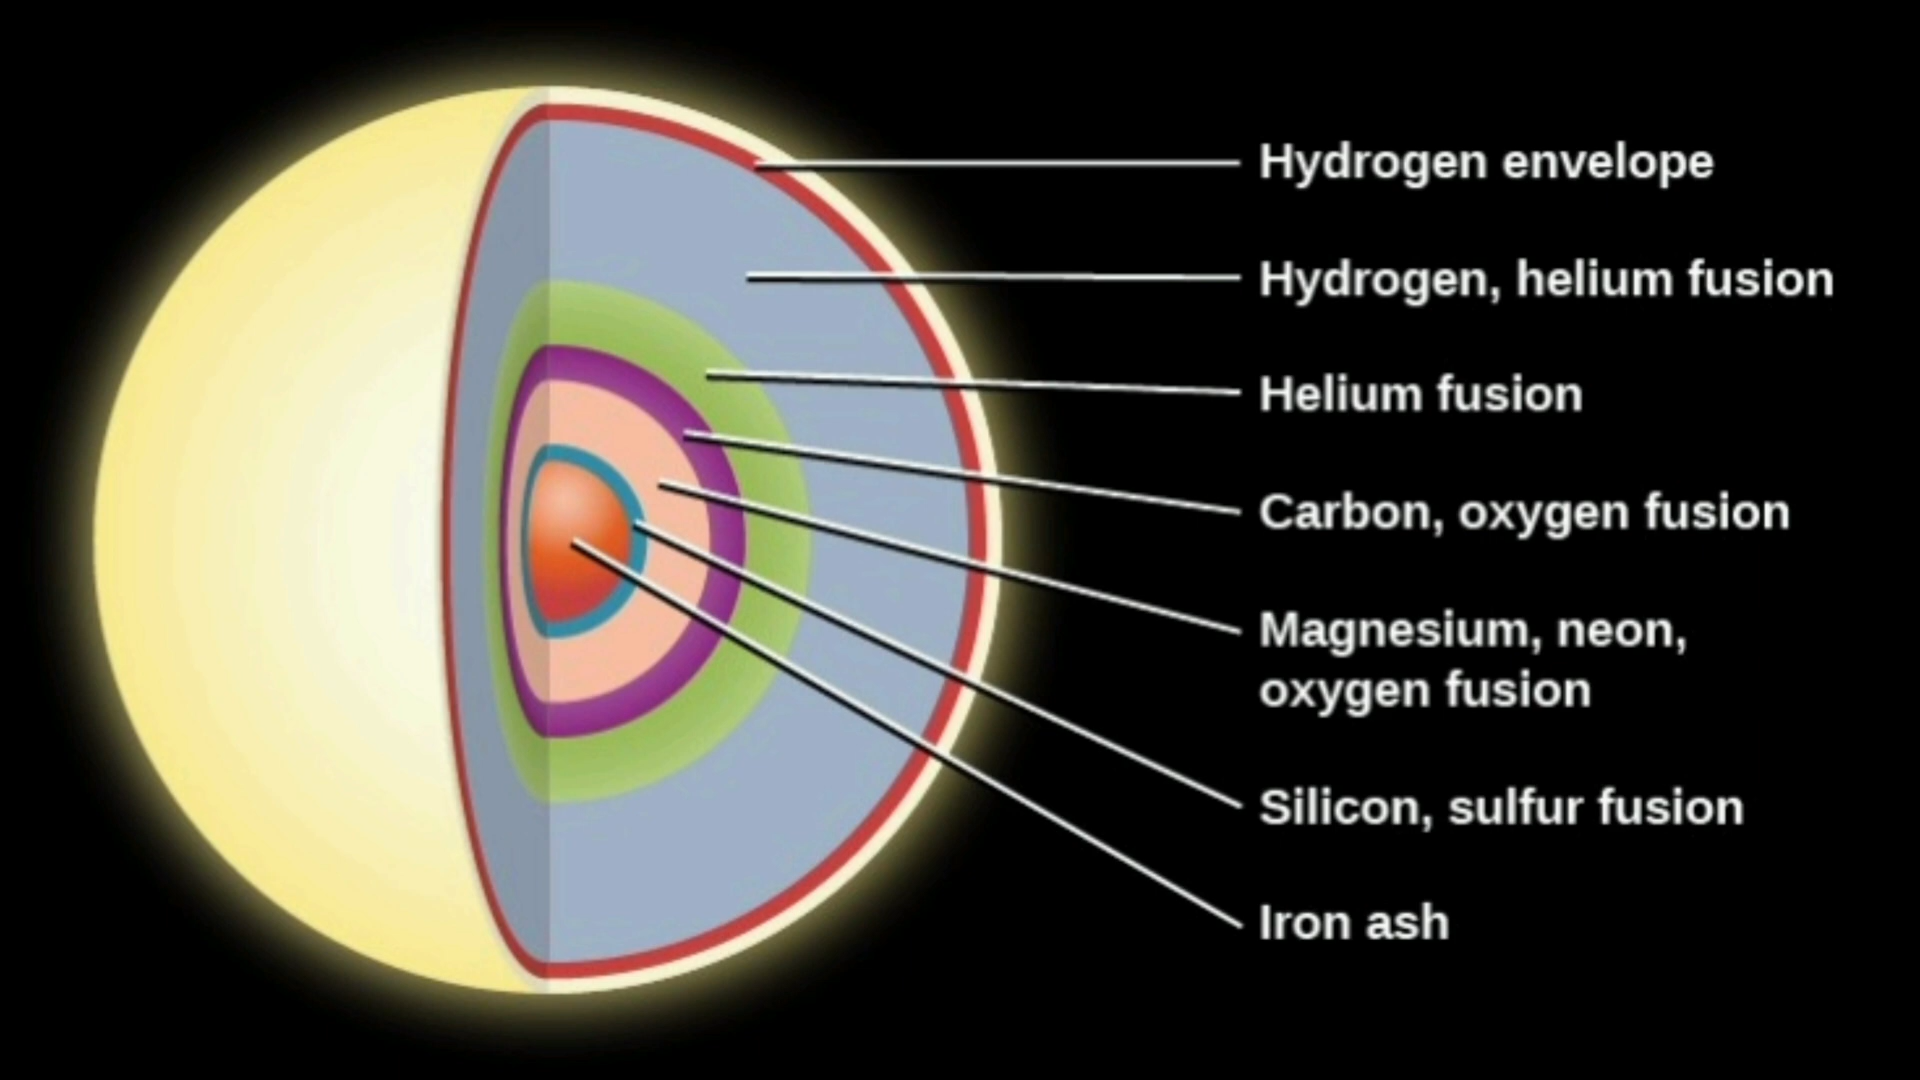 Hydrogen envelope
Hydrogen, helium fusion
Helium fusion
Carbon, oxygen fusion
Magnesium, neon,
oxygen fusion
Silicon, sulfur fusion
Iron ash